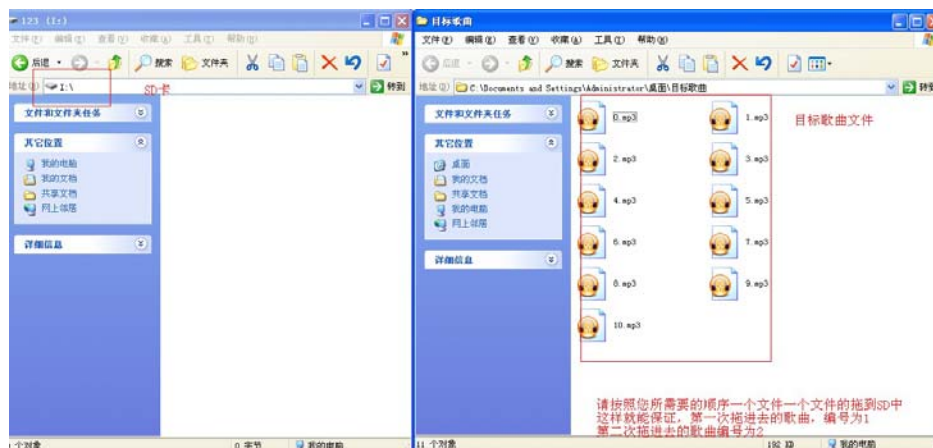 123 (I:)
文件(F) 编辑(E) 查看(V) 收藏(A) 工具(T) 帮助(H)
后退 搜索 文件夹
地址(D) I:\ 转到
SD卡
文件和文件夹任务
其它位置
我的电脑
我的文档
共享文档
网上邻居
详细信息
个对象 0 字节 我的电脑
目标歌曲
文件(F) 编辑(E) 查看(V) 收藏(A) 工具(T) 帮助(H)
后退 搜索 文件夹
地址(D) C:\Documents and Settings\Administrator\桌面\目标歌曲 转到
文件和文件夹任务
其它位置
桌面
我的文档
共享文档
我的电脑
网上邻居
详细信息
0.mp3 1.mp3
2.mp3 3.mp3
4.mp3 5.mp3
6.mp3 7.mp3
8.mp3 9.mp3
10.mp3
目标歌曲文件
请按照您所需要的顺序一个文件一个文件的拖到SD中
这样就能保证,第一次拖进去的歌曲,编号为1
第二次拖进去的歌曲编号为2
11 个对象 192 KB 我的电脑